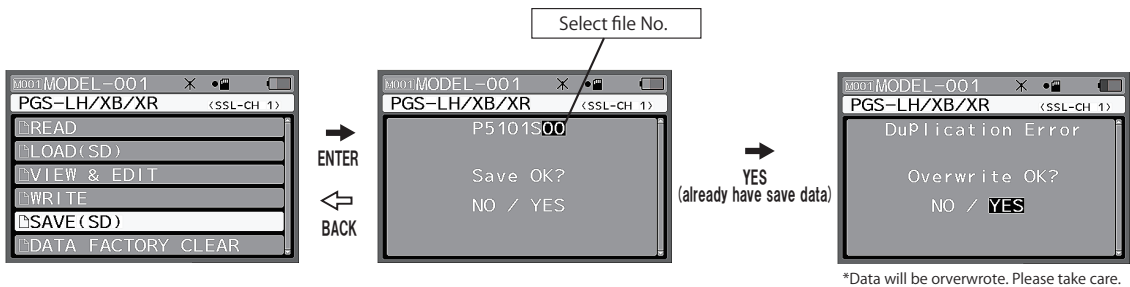 Select file No.
M001 MODEL-001
PGS-LH/XB/XR (SSL-CH 1)
READ
LOAD(SD)
VIEW & EDIT
WRITE
SAVE(SD)
DATA FACTORY CLEAR
ENTER
BACK
M001 MODEL-001
PGS-LH/XB/XR (SSL-CH 1)
P5101S00
Save OK?
NO / YES
YES
(already have save data)
M001 MODEL-001
PGS-LH/XB/XR (SSL-CH 1)
DuPlication Error
Overwrite OK?
NO / YES
*Data will be orverwrote. Please take care.